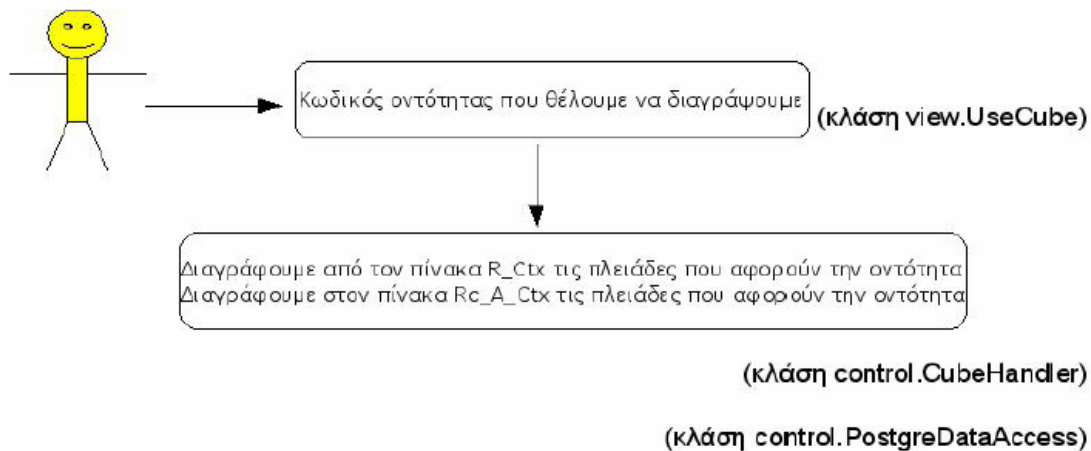 Κωδικός οντότητας που θέλουμε να διαγράψουμε
(κλάση view.UseCube)
Διαγράφουμε από τον πίνακα R_Ctx τις πλειάδες που αφορούν την οντότητα
Διαγράφουμε στον πίνακα Rc_A_Ctx τις πλειάδες που αφορούν την οντότητα
(κλάση control.CubeHandler)
(κλάση control.PostgreDataAccess)